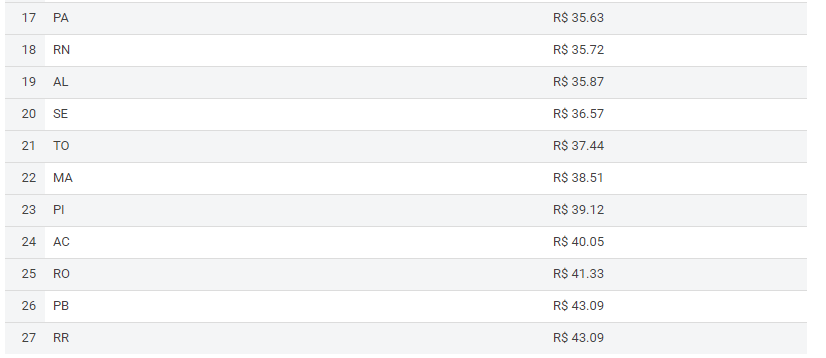 17 PA R$ 35.63
18 RN R$ 35.72
19 AL R$ 35.87
20 SE R$ 36.57
21 TO R$ 37.44
22 MA R$ 38.51
23 PI R$ 39.12
24 AC R$ 40.05
25 RO R$ 41.33
26 PB R$ 43.09
27 RR R$ 43.09